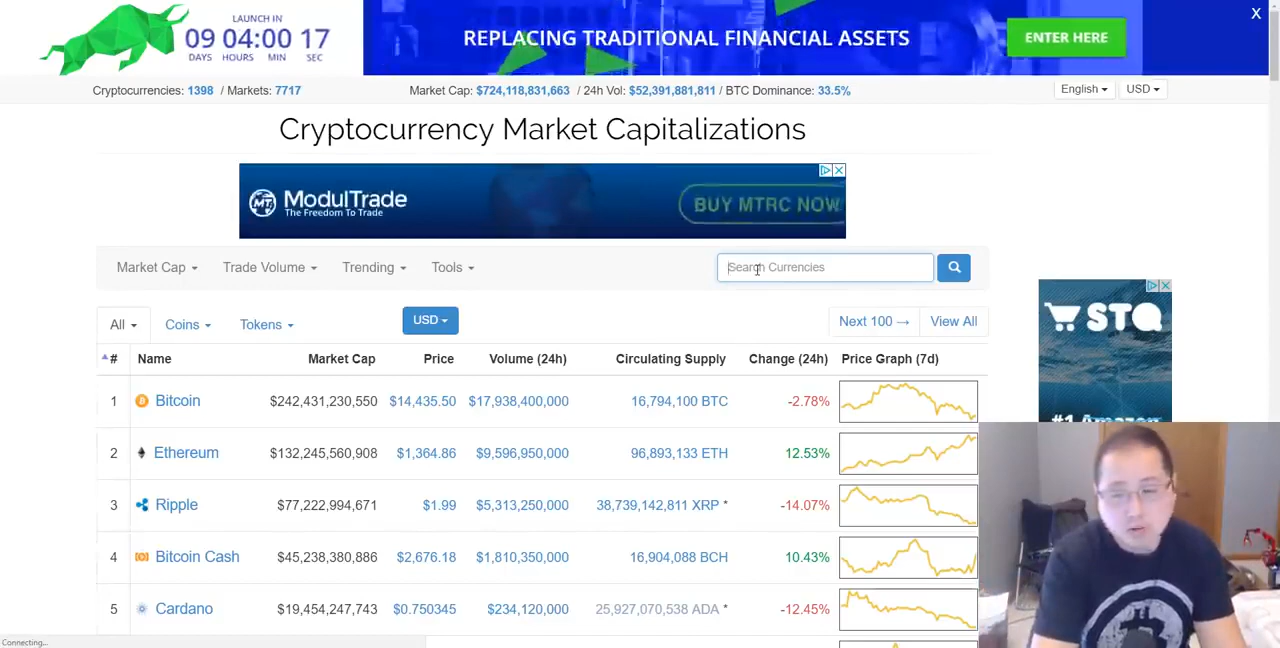 LAUNCH IN
09 04:00 17
DAYS HOURS MIN SEC
REPLACING TRADITIONAL FINANCIAL ASSETS
ENTER HERE
X
Cryptocurrencies: 1398 / Markets: 7717
Market Cap: $724,118,831,663 / 24h Vol: $52,391,881,811 / BTC Dominance: 33.5%
English
USD
Cryptocurrency Market Capitalizations
ModulTrade
The Freedom To Trade
BUY MTRC NOW
Market Cap
Trade Volume
Trending
Tools
Search Currencies
All
Coins
Tokens
USD
Next 100 →
View All
# Name Market Cap Price Volume (24h) Circulating Supply Change (24h) Price Graph (7d)
1 Bitcoin $242,431,230,550 $14,435.50 $17,938,400,000 16,794,100 BTC -2.78%
2 Ethereum $132,245,560,908 $1,364.86 $9,596,950,000 96,893,133 ETH 12.53%
3 Ripple $77,222,994,671 $1.99 $5,313,250,000 38,739,142,811 XRP * -14.07%
4 Bitcoin Cash $45,238,380,886 $2,676.18 $1,810,350,000 16,904,088 BCH 10.43%
5 Cardano $19,454,247,743 $0.750345 $234,120,000 25,927,070,538 ADA * -12.45%
STQ
#1 Amazon
Connecting...